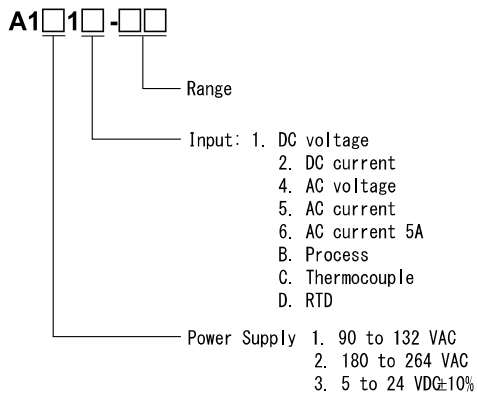 A1□1□-□□
Range
Input: 1. DC voltage
2. DC current
4. AC voltage
5. AC current
6. AC current 5A
B. Process
C. Thermocouple
D. RTD
Power Supply 1. 90 to 132 VAC
2. 180 to 264 VAC
3. 5 to 24 VDC±10%